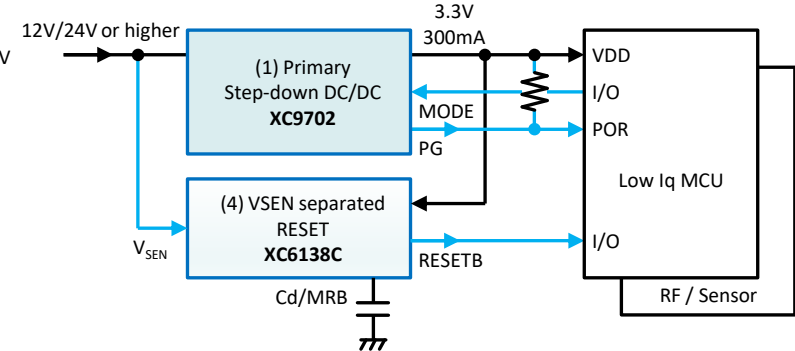 12V/24V or higher
V
3.3V
300mA
(1) Primary
Step-down DC/DC
XC9702
MODE
PG
VDD
I/O
POR
Low Iq MCU
I/O
(4) VSEN separated
RESET
XC6138C
VSEN
RESETB
Cd/MRB
RF / Sensor